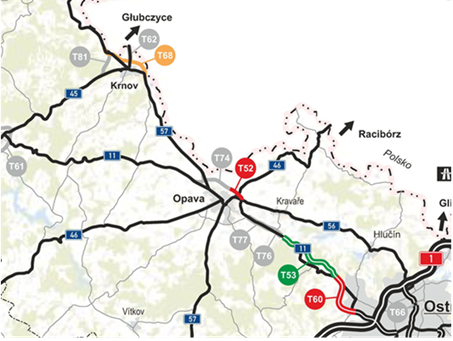 Głubczyce
T62
T81
T68
Krnov
45
57
11
T61
T74
T52
46
Racibórz
Polsko
Opava
Kravaře
56
Gli
T77
46
T76
Hlučín
11
1
T53
T60
Ost
T66
Vítkov
57